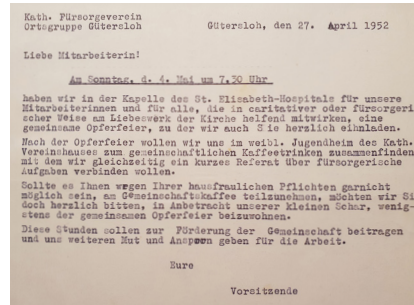 Kath. Fürsorgeverein
Ortsgruppe Gütersloh
Gütersloh, den 27. April 1952
Liebe Mitarbeiterin!
Am Sonntag, d. 4. Mai um 7,30 Uhr
haben wir in der Kapelle des St. Elisabeth-Hospitals für unsere
Mitarbeiterinnen und für alle, die in caritativer oder fürsorgeri
scher Weise am Liebeswerk der Kirche helfend mitwirken, eine
gemeinsame Opferfeier, zu der wir auch Sie herzlich eihnladen.
Nach der Opferfeier wollen wir uns im weibl. Jugendheim des Kath.
Vereinshauses zum gemeinschaftlichen Kaffeetrinken zusammenfinden
mit dem wir gleichzeitig ein kurzes Referat über fürsorgerische
Aufgaben verbinden wollen.
Sollte es Ihnen wegen Ihrer hausfraulichen Pflichten garnicht
möglich sein, am Gemeinschaftskaffee teilzunehmen, möchten wir Si
doch herzlich bitten, in Anbetracht unserer kleinen Schar, wenig-
stens der gemeinsamen Opferfeier beizuwohnen.
Diese Stunden sollen zur Förderung der Gemeinschaft beitragen
und uns weiteren Mut und Ansporn geben für die Arbeit.
Eure
Vorsitzende